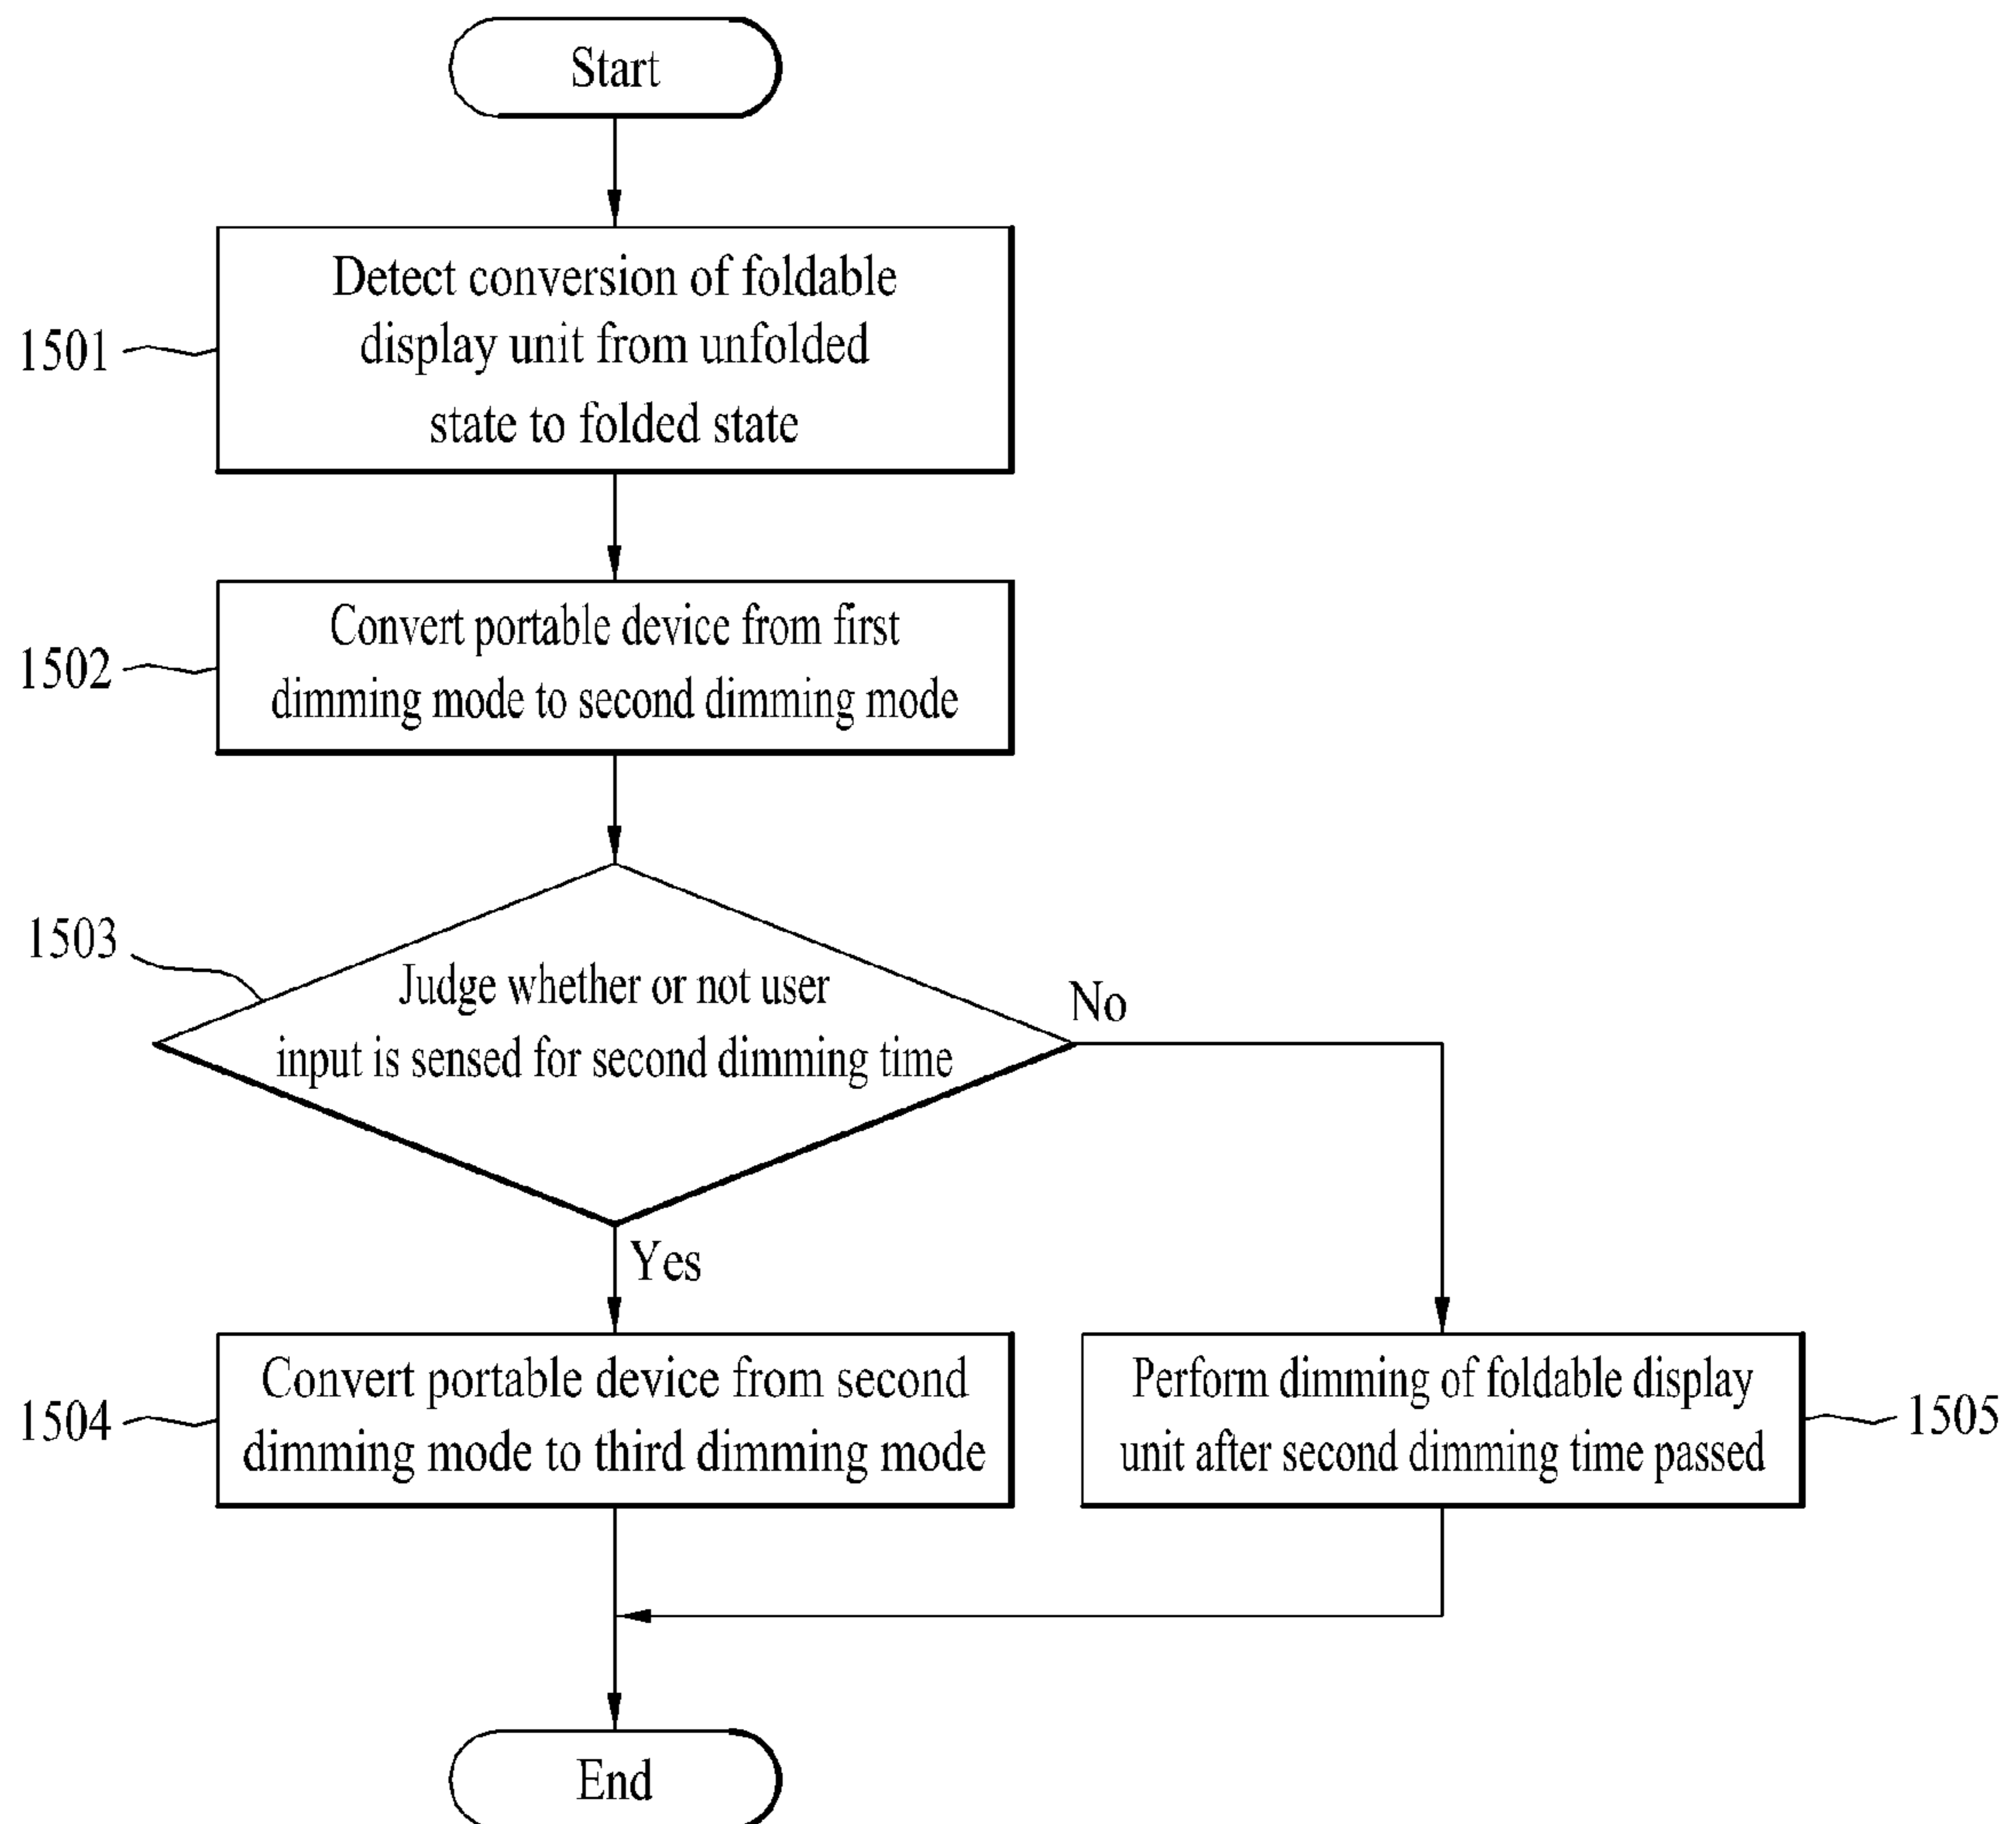 Start
Detect conversion of foldable
display unit from unfolded
state to folded state
1501
Convert portable device from first
dimming mode to second dimming mode
1502
1503
Judge whether or not user
input is sensed for second dimming time
No
Yes
Convert portable device from second
dimming mode to third dimming mode
1504
Perform dimming of foldable display
unit after second dimming time passed
1505
End